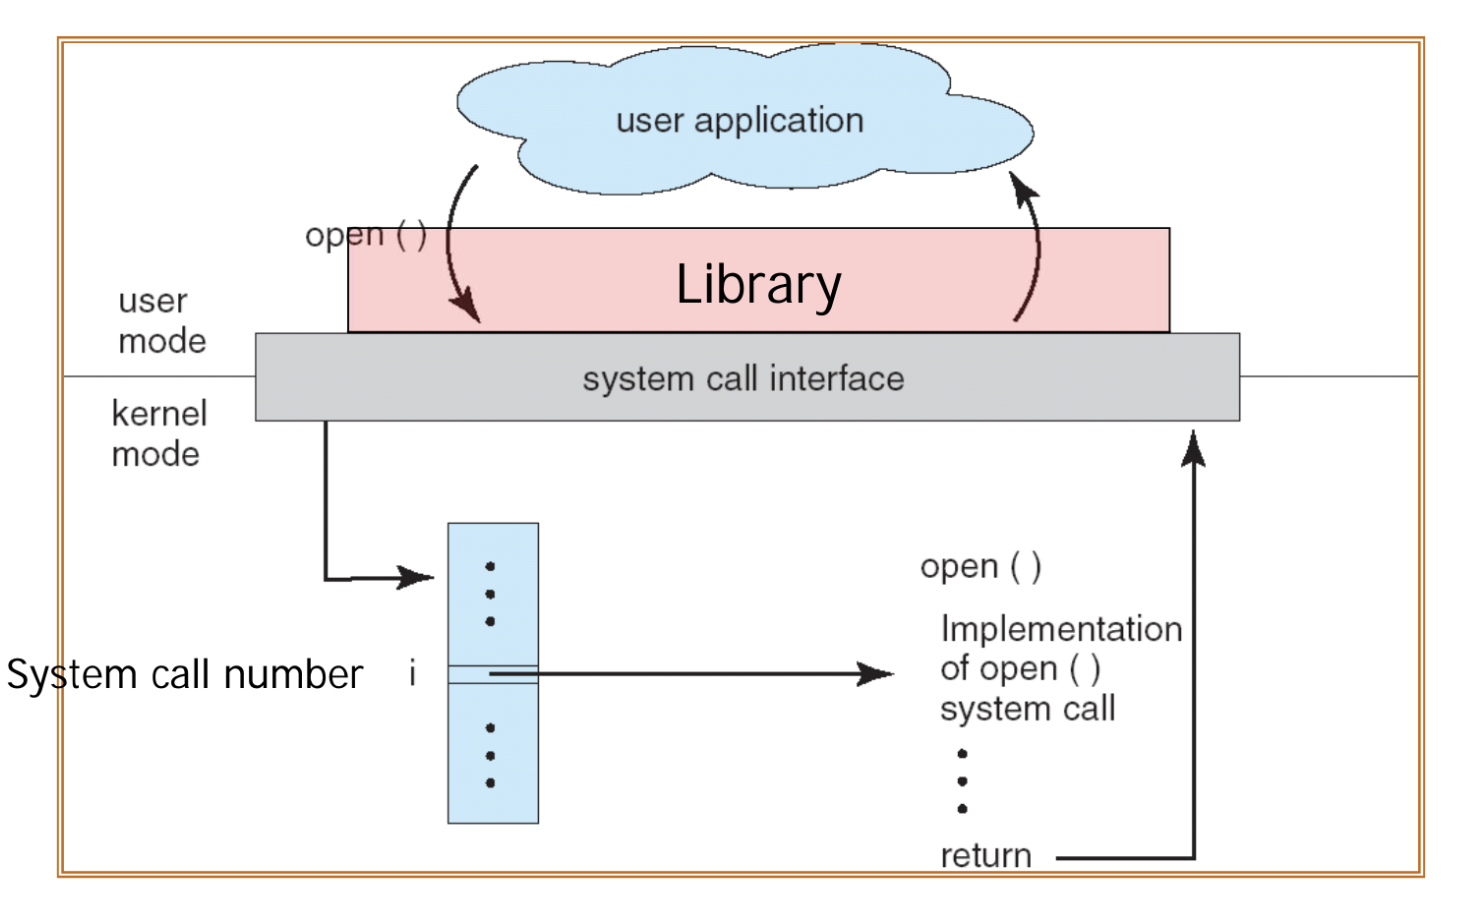 user application
open ( )
Library
user
mode
system call interface
kernel
mode
open ( )
Implementation
of open ( )
system call
System call number i
return